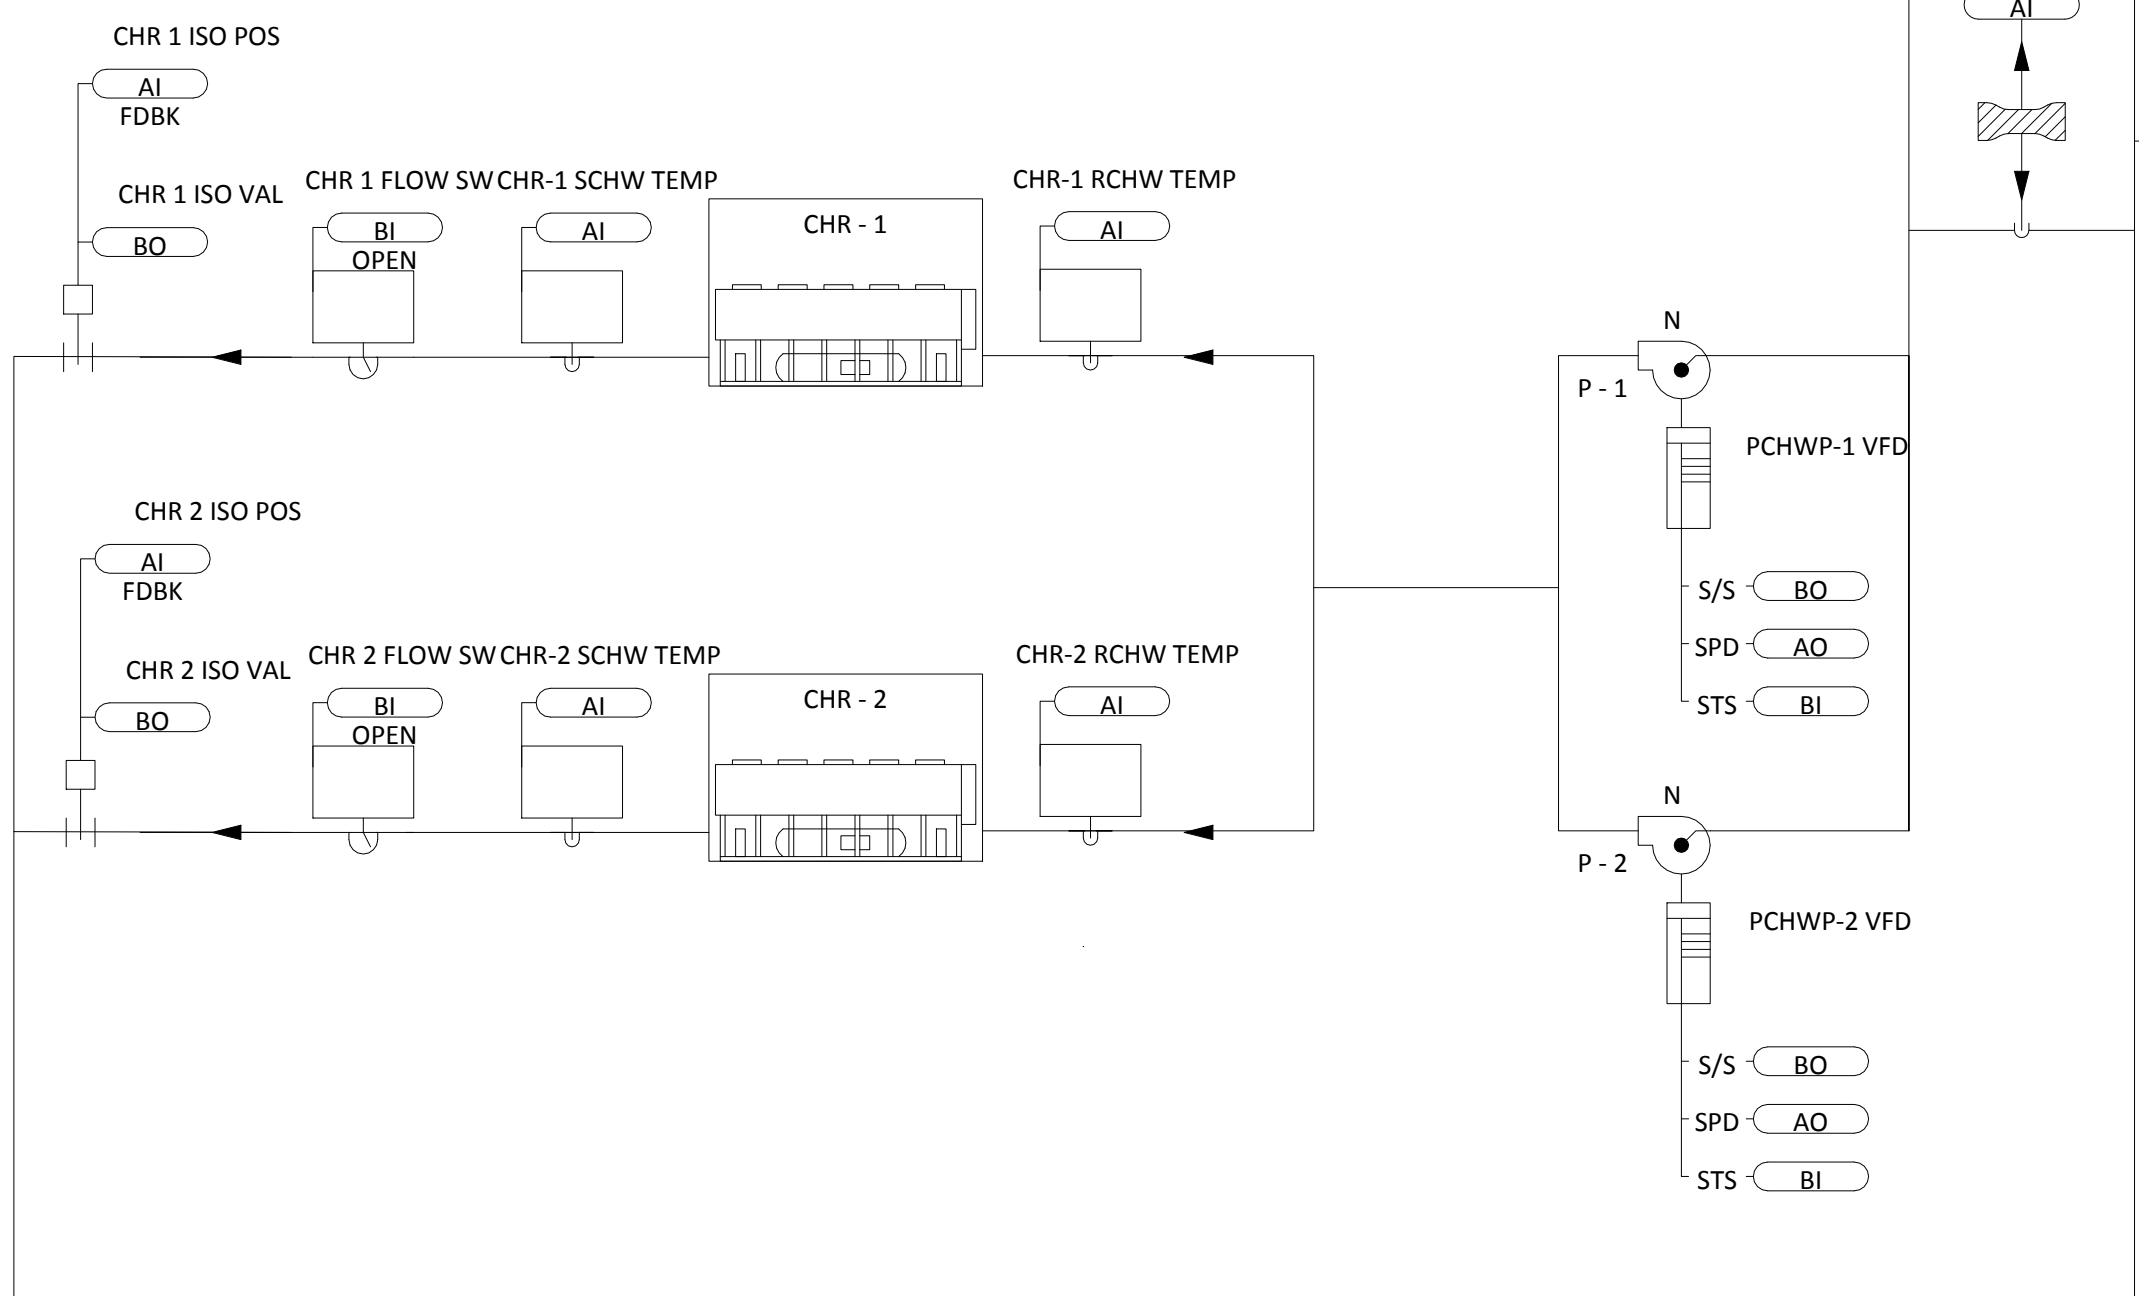 AI
CHR 1 ISO POS
AI
FDBK
CHR 1 ISO VAL
BO
CHR 1 FLOW SW
BI
OPEN
CHR-1 SCHW TEMP
AI
CHR - 1
CHR-1 RCHW TEMP
AI
N
P - 1
PCHWP-1 VFD
S/S BO
SPD AO
STS BI
CHR 2 ISO POS
AI
FDBK
CHR 2 ISO VAL
BO
CHR 2 FLOW SW
BI
OPEN
CHR-2 SCHW TEMP
AI
CHR - 2
CHR-2 RCHW TEMP
AI
N
P - 2
PCHWP-2 VFD
S/S BO
SPD AO
STS BI